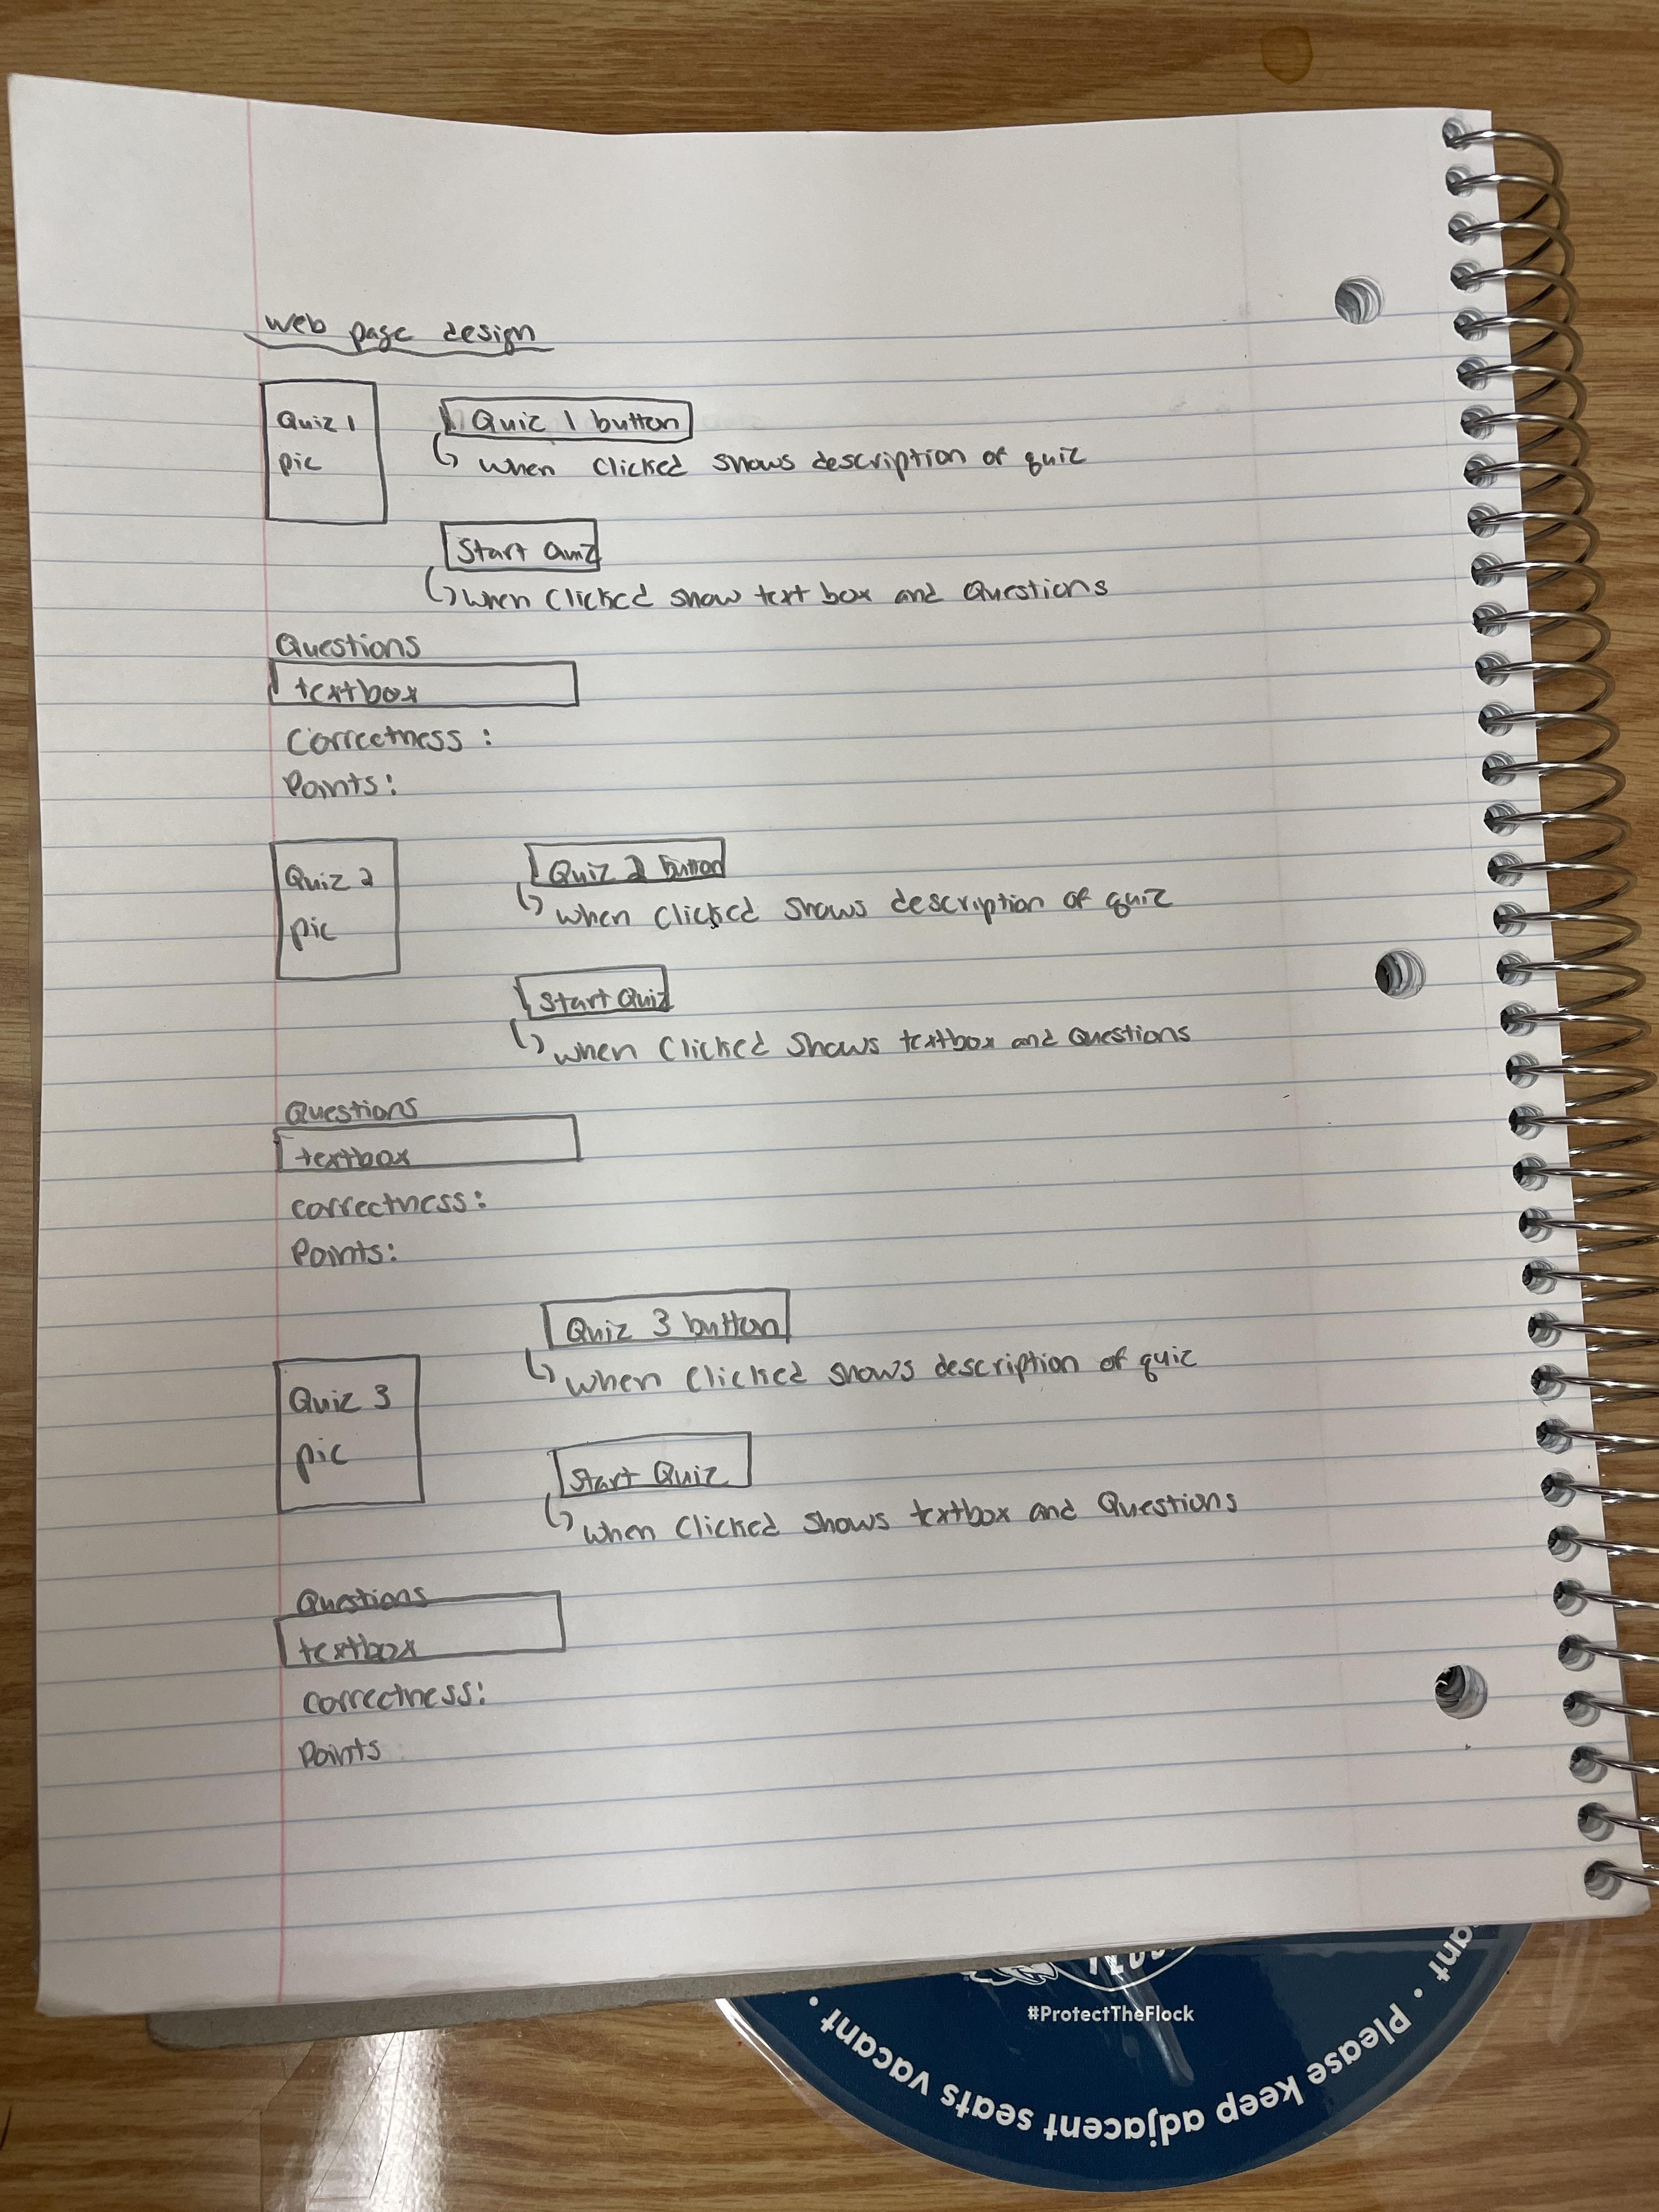 web page design
Quiz 1
pic
Quiz 1 button
when clicked shows description of quiz
Start Quiz
when clicked show text box and Questions
Questions
textbox
Correctness :
Points:
Quiz 2
pic
Quiz 2 button
when clicked shows description of quiz
Start Quiz
when clicked shows textbox and Questions
Questions
textbox
correctness:
Points:
Quiz 3 button
when clicked shows description of quiz
Quiz 3
pic
Start Quiz
when clicked shows textbox and Questions
Questions
textbox
correctness:
Points
#ProtectTheFlock
Please keep adjacent seats vacant •